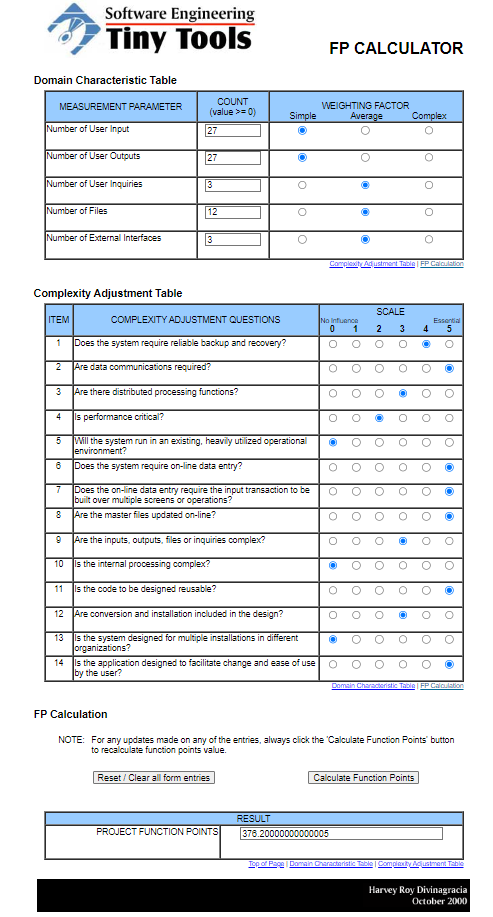 Software Engineering
Tiny Tools
FP CALCULATOR
Domain Characteristic Table
MEASUREMENT PARAMETER
COUNT
(value >= 0)
WEIGHTING FACTOR
Simple Average Complex
Number of User Input 27
Number of User Outputs 27
Number of User Inquiries 3
Number of Files 12
Number of External Interfaces 3
Complexity Adjustment Table | FP Calculation
Complexity Adjustment Table
ITEM COMPLEXITY ADJUSTMENT QUESTIONS
SCALE
No Influence Essential
0 1 2 3 4 5
1 Does the system require reliable backup and recovery?
2 Are data communications required?
3 Are there distributed processing functions?
4 Is performance critical?
5 Will the system run in an existing, heavily utilized operational
environment?
6 Does the system require on-line data entry?
7 Does the on-line data entry require the input transaction to be
built over multiple screens or operations?
8 Are the master files updated on-line?
9 Are the inputs, outputs, files or inquiries complex?
10 Is the internal processing complex?
11 Is the code to be designed reusable?
12 Are conversion and installation included in the design?
13 Is the system designed for multiple installations in different
organizations?
14 Is the application designed to facilitate change and ease of use
by the user?
Domain Characteristic Table | FP Calculation
FP Calculation
NOTE: For any updates made on any of the entries, always click the 'Calculate Function Points' button
to recalculate function points value.
Reset / Clear all form entries Calculate Function Points
RESULT
PROJECT FUNCTION POINTS 376.20000000000005
Top of Page | Domain Characteristic Table | Complexity Adjustment Table
Harvey Roy Divinagracia
October 2000